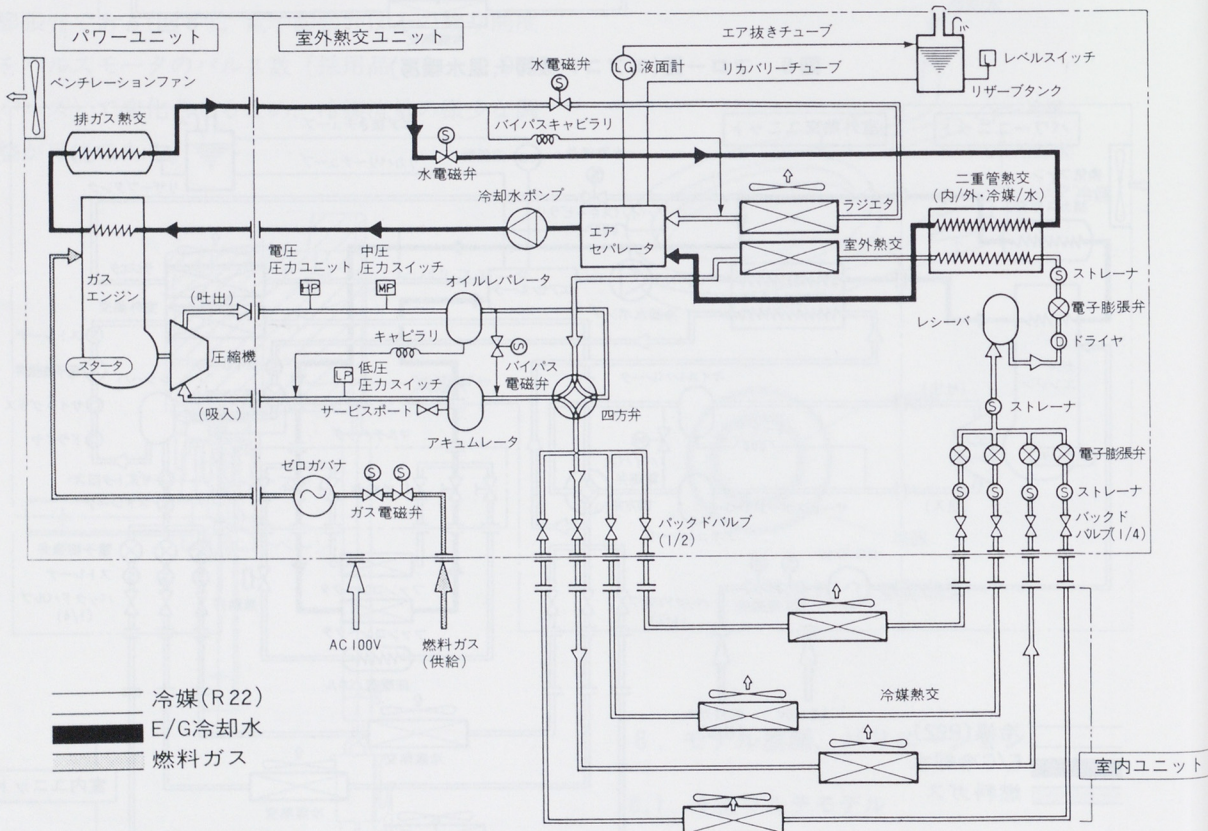 パワーユニット
室外熱交ユニット
ベンチレーションファン
排ガス熱交
水電磁弁
S
バイパスキャピラリ
S
水電磁弁
エア抜きチューブ
LG
液面計
リカバリーチューブ
L
レベルスイッチ
リザーブタンク
冷却水ポンプ
エア
セパレータ
ラジエタ
室外熱交
二重管熱交
(内/外・冷媒/水)
S
ストレーナ
電子膨張弁
D
ドライヤ
レシーバ
ガス
エンジン
スタータ
圧縮機
(吐出)
(吸入)
電圧
圧力ユニット
HP
中圧
圧力スイッチ
MP
オイルレバレータ
キャピラリ
S
バイパス
電磁弁
LP
低圧
圧力スイッチ
サービスポート
アキュムレータ
四方弁
S
ストレーナ
電子膨張弁
S
S
S
S
ストレーナ
パックドバルブ
(1/2)
パックド
バルブ(1/4)
ゼロガバナ
S
S
ガス電磁弁
AC100V
燃料ガス
(供給)
冷媒熱交
室内ユニット
冷媒(R22)
E/G冷却水
燃料ガス